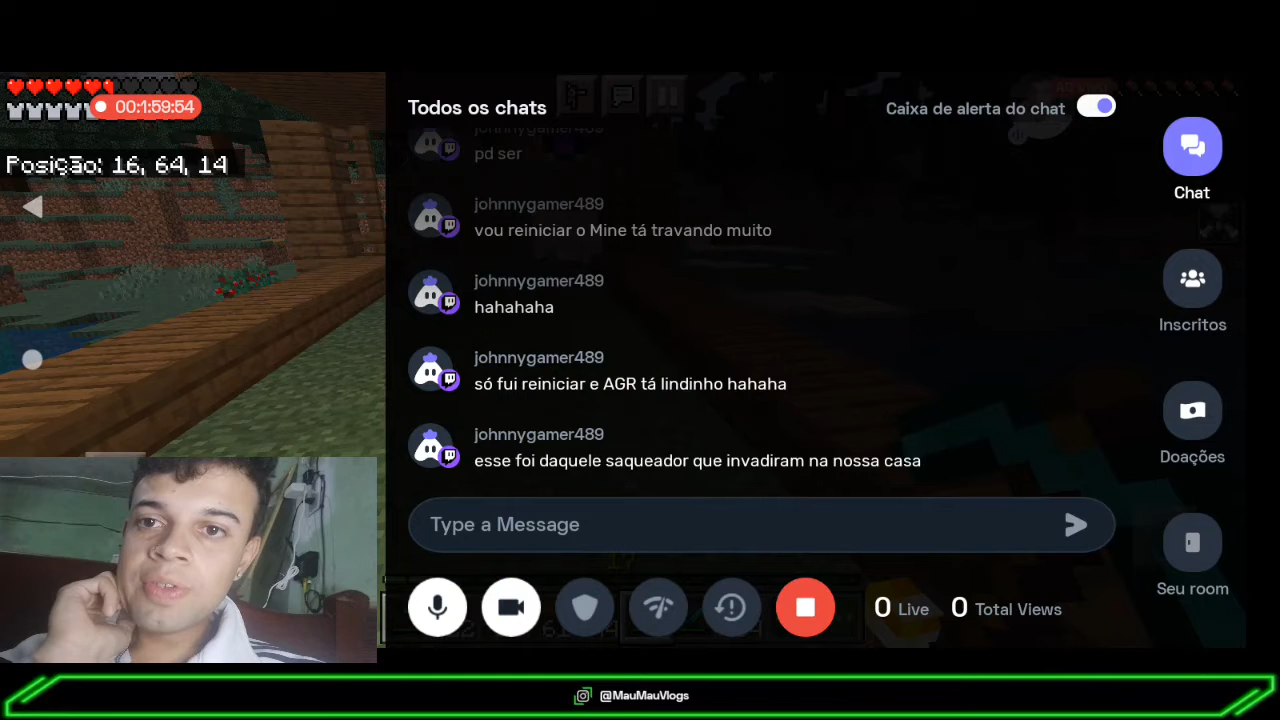 00:1:59:54
Posição: 16, 64, 14
Todos os chats
Caixa de alerta do chat
johnnygamer489
pd ser
johnnygamer489
vou reiniciar o Mine tá travando muito
johnnygamer489
hahahaha
johnnygamer489
só fui reiniciar e AGR tá lindinho hahaha
johnnygamer489
esse foi daquele saqueador que invadiram na nossa casa
Type a Message
0 Live
0 Total Views
Chat
Inscritos
Doações
Seu room
@MauMauVlogs